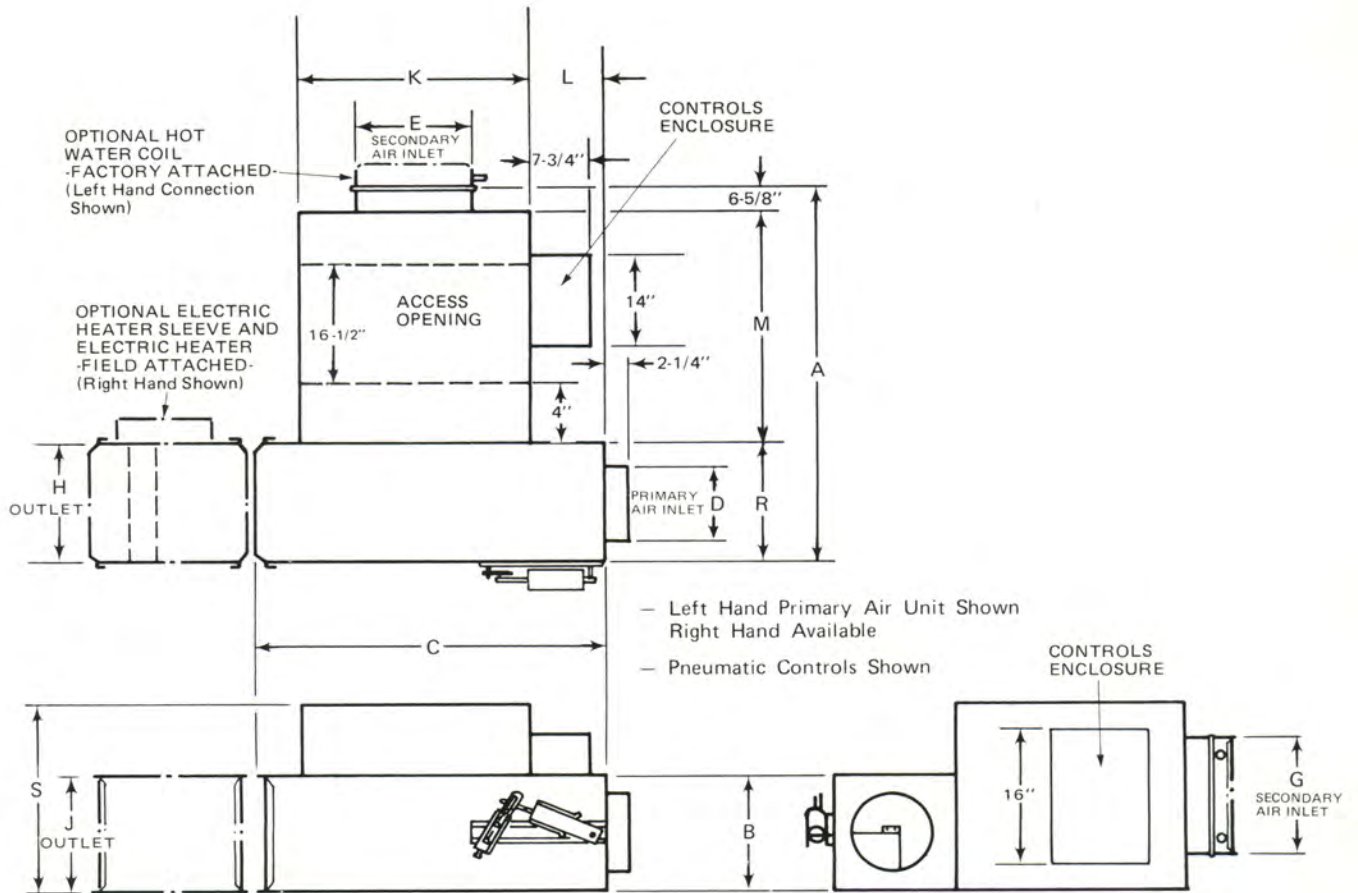 K
L
OPTIONAL HOT
WATER COIL
-FACTORY ATTACHED-
(Left Hand Connection
Shown)
E
SECONDARY
AIR INLET
CONTROLS
ENCLOSURE
7-3/4"
6-5/8"
OPTIONAL ELECTRIC
HEATER SLEEVE AND
ELECTRIC HEATER
-FIELD ATTACHED-
(Right Hand Shown)
16-1/2"
ACCESS
OPENING
14"
M
A
2-1/4"
4"
H
OUTLET
PRIMARY
AIR INLET
D
R
— Left Hand Primary Air Unit Shown
Right Hand Available
— Pneumatic Controls Shown
C
CONTROLS
ENCLOSURE
S
J
OUTLET
B
16"
G
SECONDARY
AIR INLET